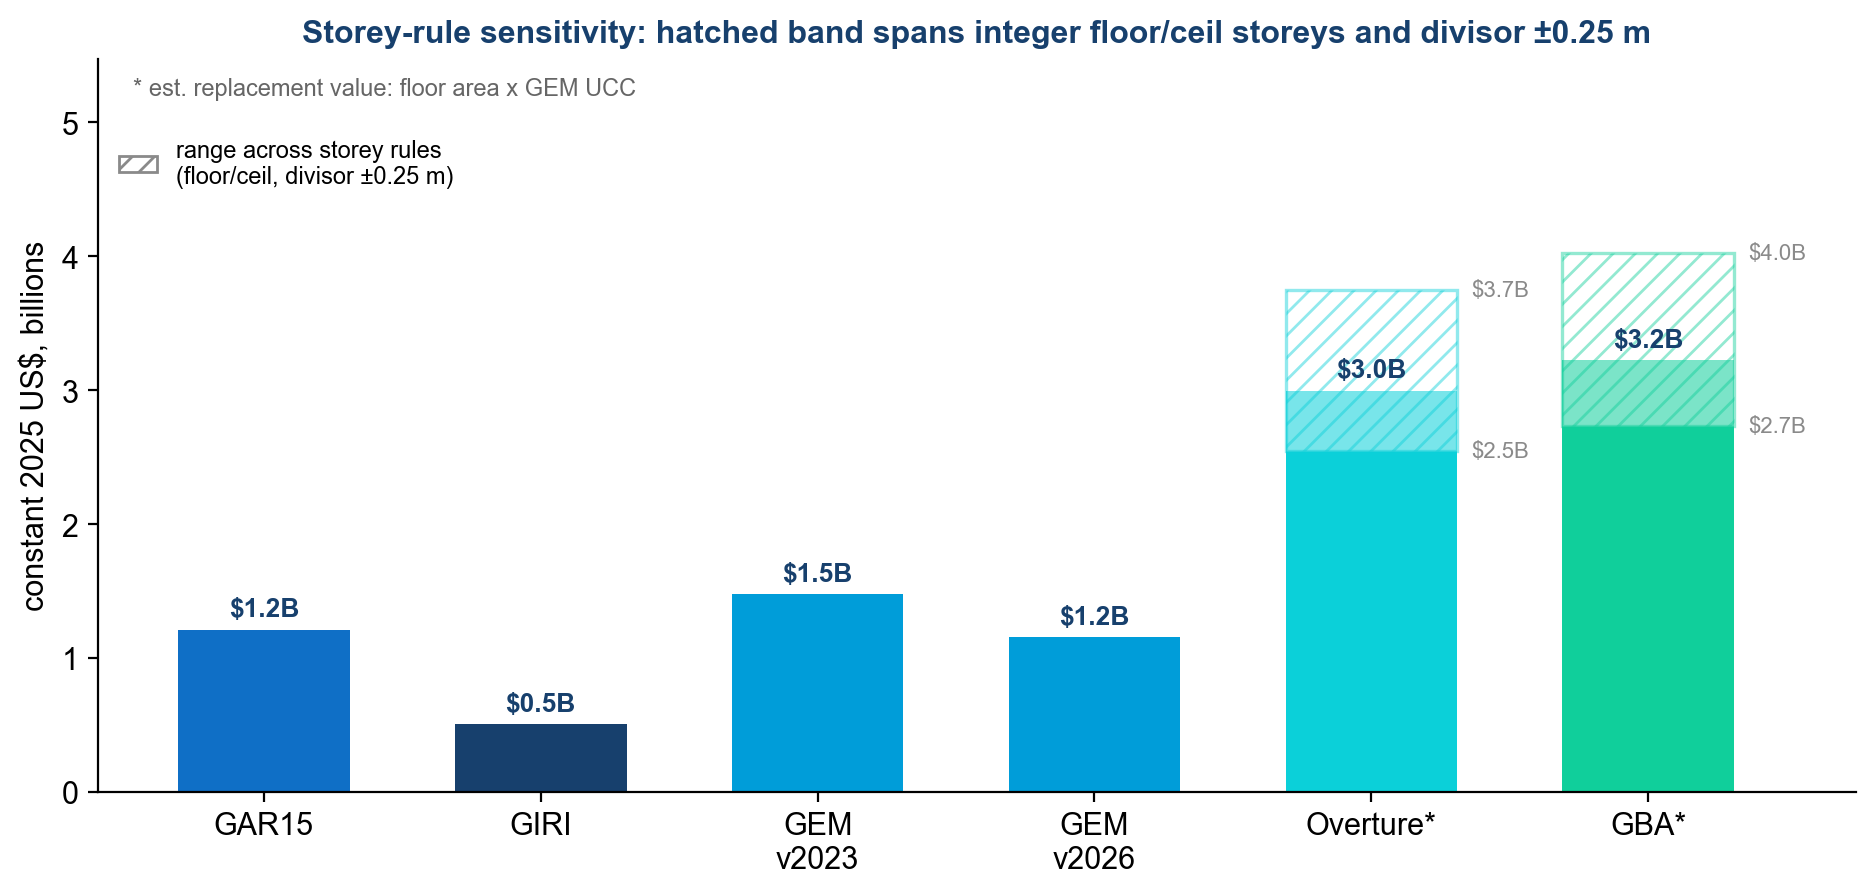 Storey-rule sensitivity: hatched band spans integer floor/ceil storeys and divisor ±0.25 m
* est. replacement value: floor area x GEM UCC
range across storey rules
(floor/ceil, divisor ±0.25 m)
constant 2025 US$, billions
5
4
3
2
1
0
$1.2B
$0.5B
$1.5B
$1.2B
$3.0B
$3.7B
$2.5B
$3.2B
$4.0B
$2.7B
GAR15
GIRI
GEM
v2023
GEM
v2026
Overture*
GBA*